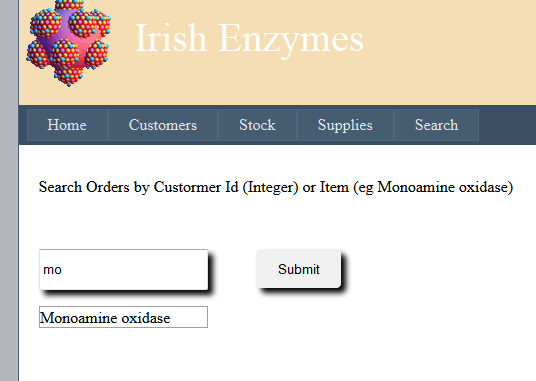 Irish Enzymes
Home Customers Stock Supplies Search
Search Orders by Custormer Id (Integer) or Item (eg Monoamine oxidase)
mo Submit
Monoamine oxidase